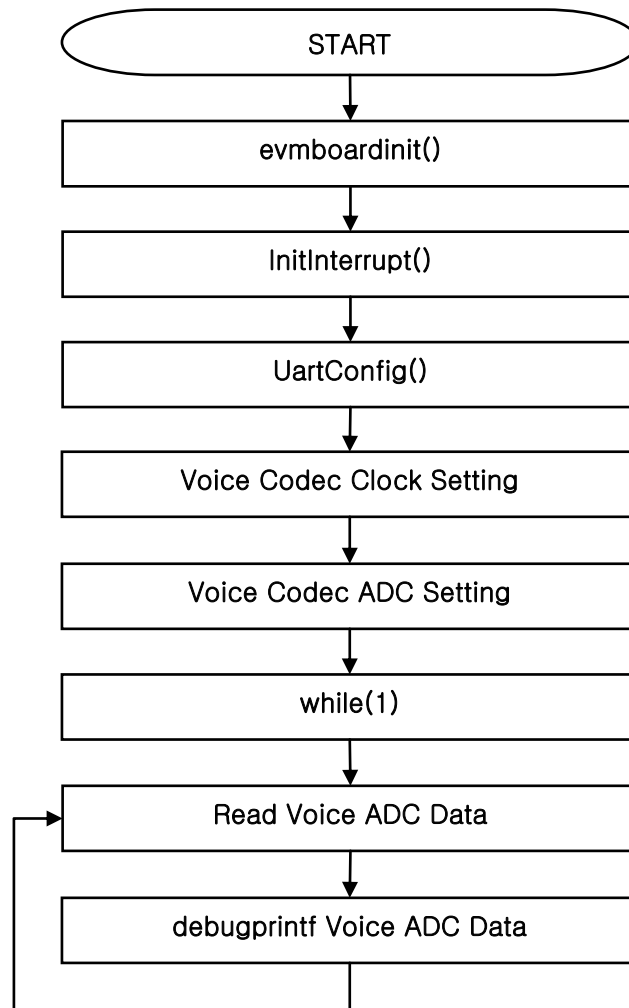 START
evmboardinit()
InitInterrupt()
UartConfig()
Voice Codec Clock Setting
Voice Codec ADC Setting
while(1)
Read Voice ADC Data
debugprintf Voice ADC Data